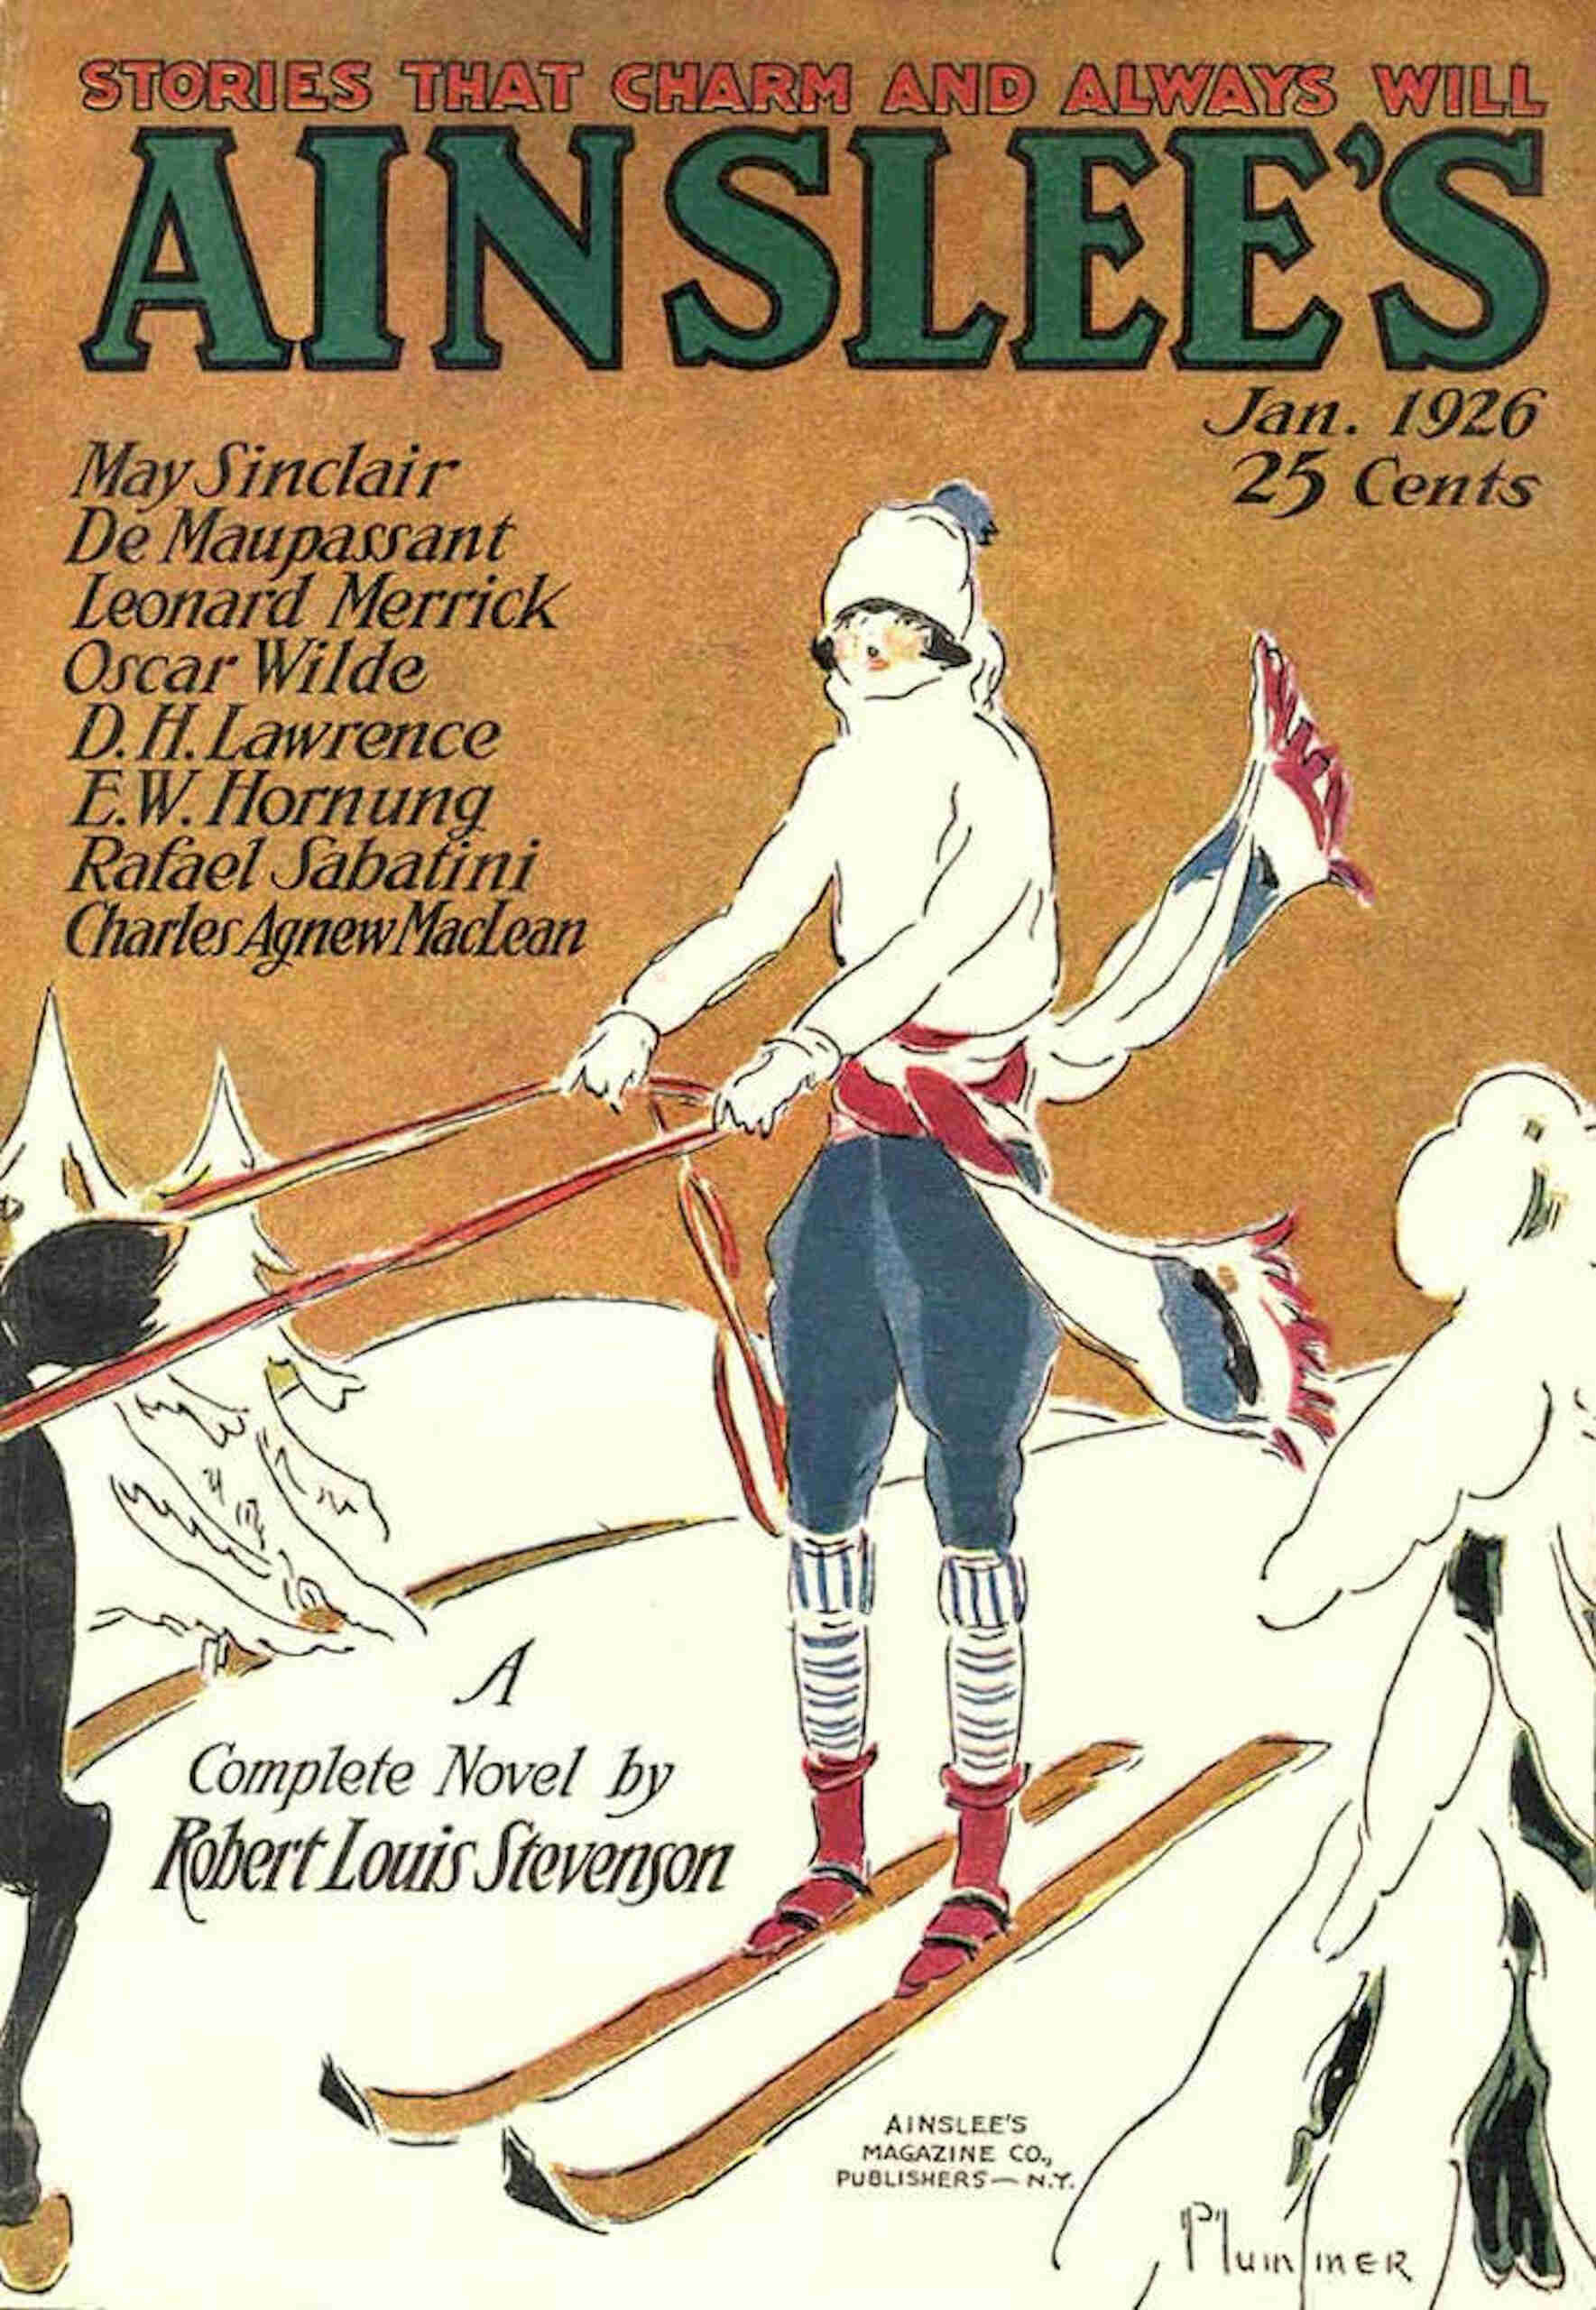 STORIES THAT CHARM AND ALWAYS WILL
AINSLEE'S
Jan. 1926
25 Cents
May Sinclair
De Maupassant
Leonard Merrick
Oscar Wilde
D. H. Lawrence
E. W. Hornung
Rafael Sabatini
Charles Agnew MacLean
A
Complete Novel by
Robert Louis Stevenson
AINSLEE'S
MAGAZINE CO.,
PUBLISHERS — N.Y.
Plummer